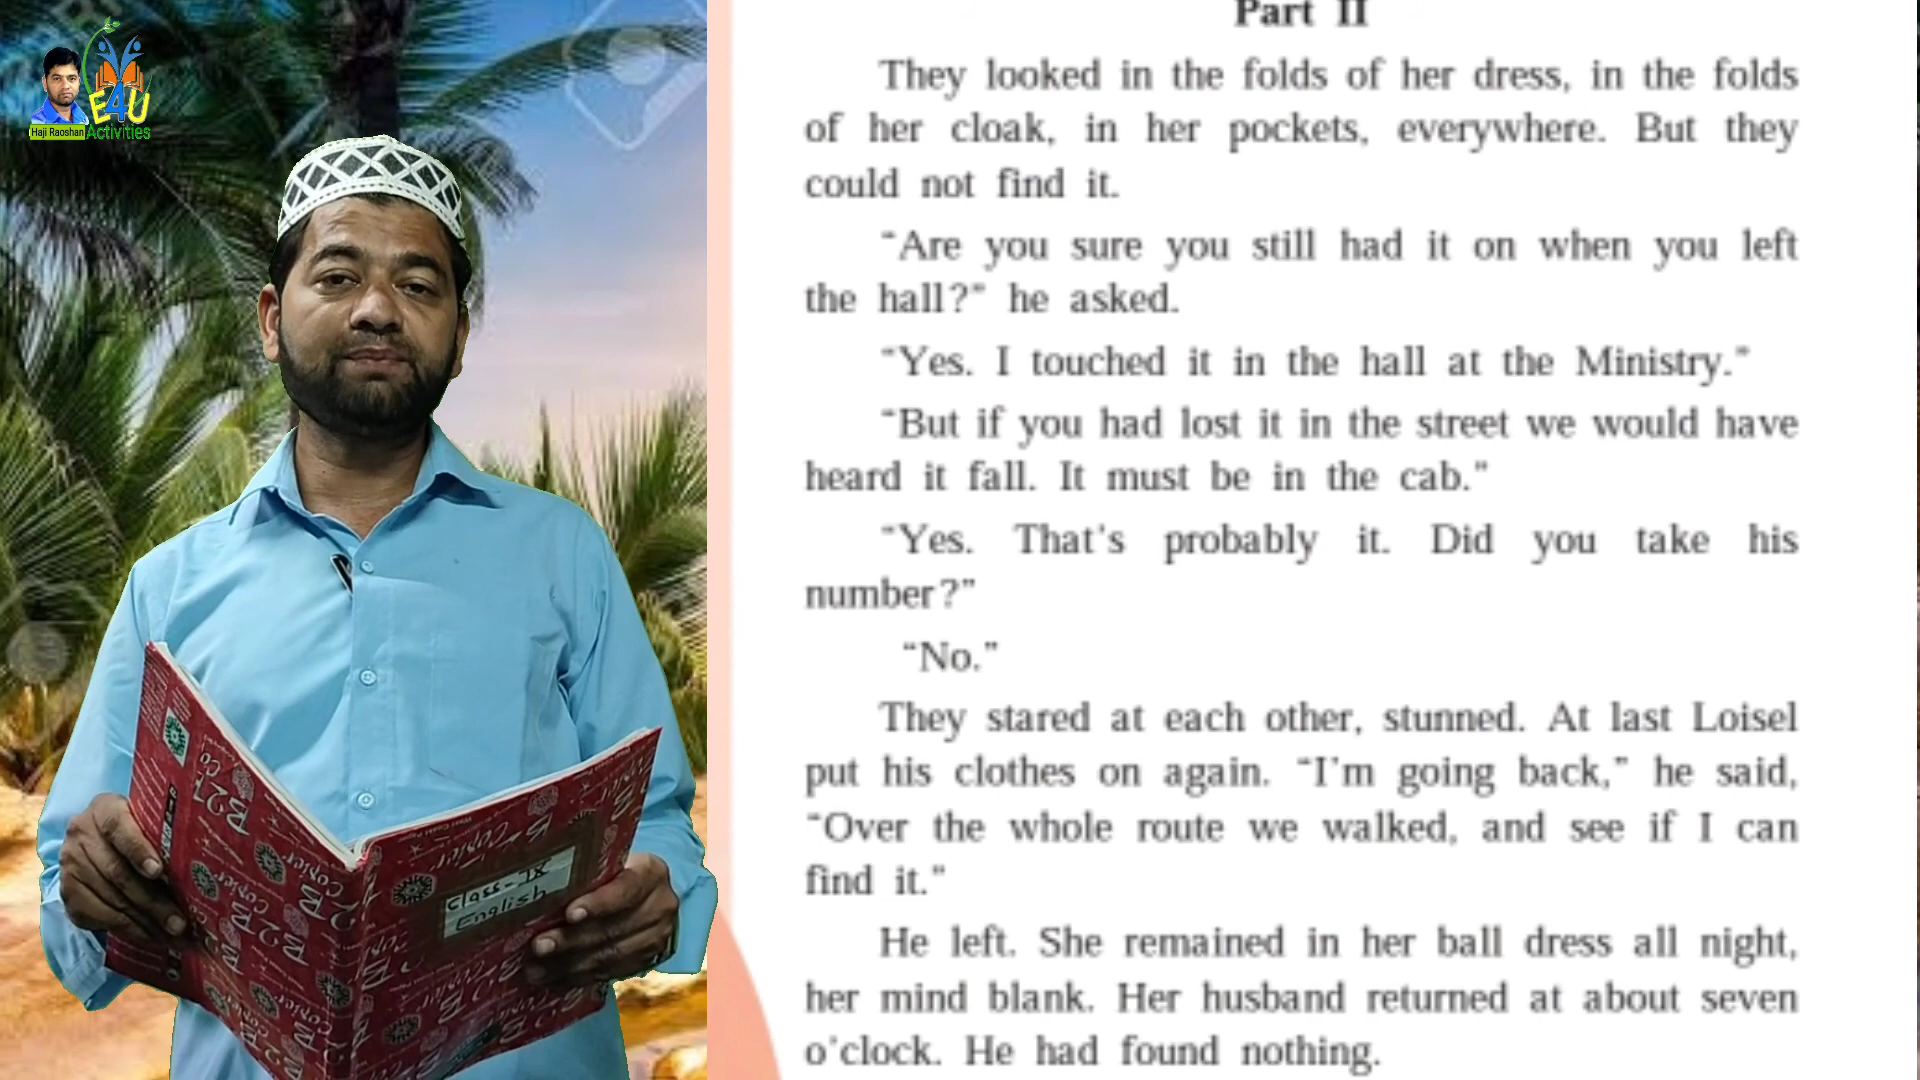 Haji Raoshan
E4U
Activities
Part II
They looked in the folds of her dress, in the folds
of her cloak, in her pockets, everywhere. But they
could not find it.
“Are you sure you still had it on when you left
the hall?” he asked.
“Yes. I touched it in the hall at the Ministry.”
“But if you had lost it in the street we would have
heard it fall. It must be in the cab.”
“Yes. That’s probably it. Did you take his
number?”
“No.”
They stared at each other, stunned. At last Loisel
put his clothes on again. “I’m going back,” he said,
“Over the whole route we walked, and see if I can
find it.”
He left. She remained in her ball dress all night,
her mind blank. Her husband returned at about seven
o’clock. He had found nothing.
Class-IX
English